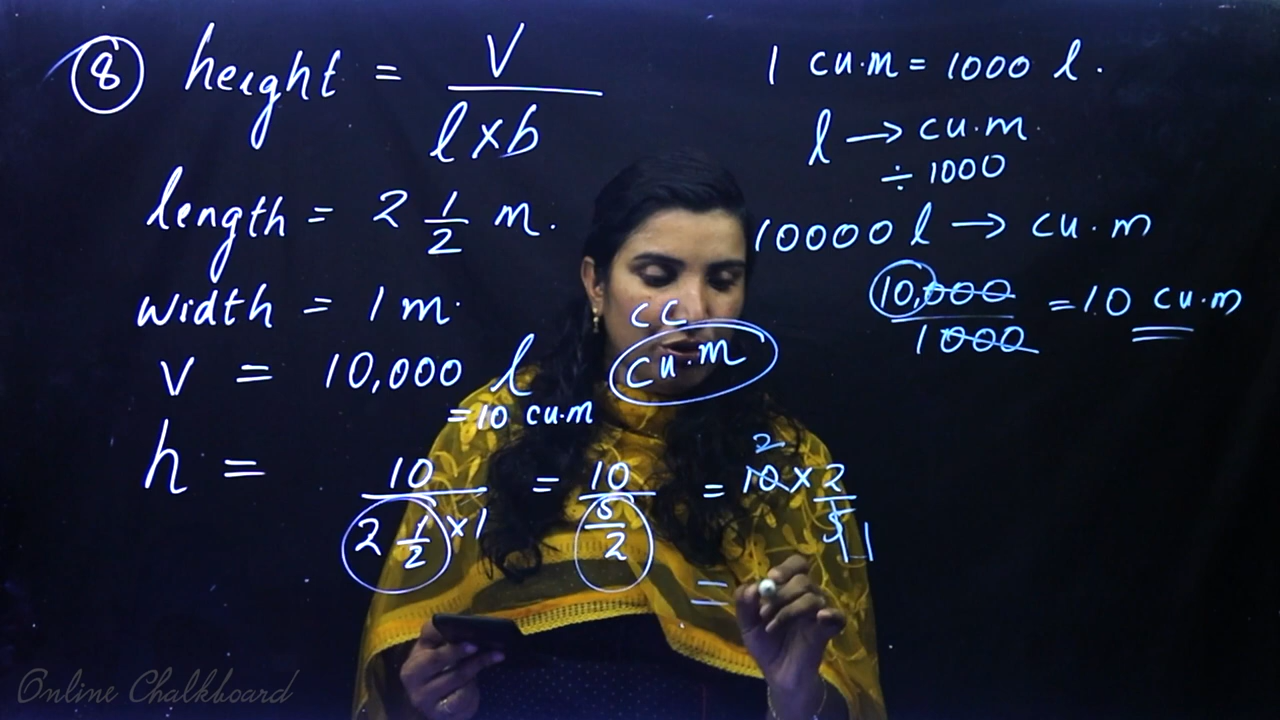 ⑧ height = V / l x b
length = 2 1/2 m.
width = 1 m.
v = 10,000 l cc cu.m
= 10 cu.m
h = 10 / 2 1/2 x 1 = 10 / 5/2 = 10 x 2/5 2 1
=
1 cu.m = 1000 l.
l → cu.m.
÷ 1000
10000 l → cu.m
10,000 / 1000 = 10 cu.m
Online Chalkboard